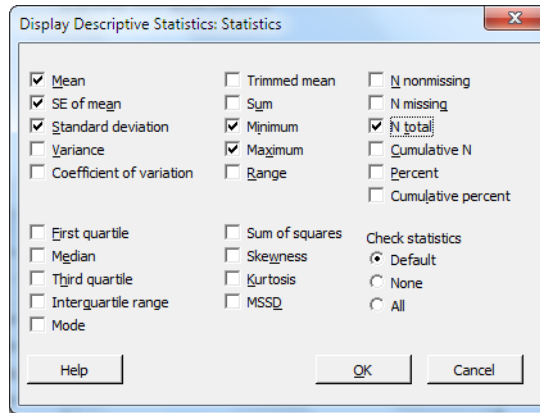 Display Descriptive Statistics: Statistics
Mean
SE of mean
Standard deviation
Variance
Coefficient of variation
Trimmed mean
Sum
Minimum
Maximum
Range
N nonmissing
N missing
N total
Cumulative N
Percent
Cumulative percent
First quartile
Median
Third quartile
Interquartile range
Mode
Sum of squares
Skewness
Kurtosis
MSSD
Check statistics
Default
None
All
Help
OK
Cancel